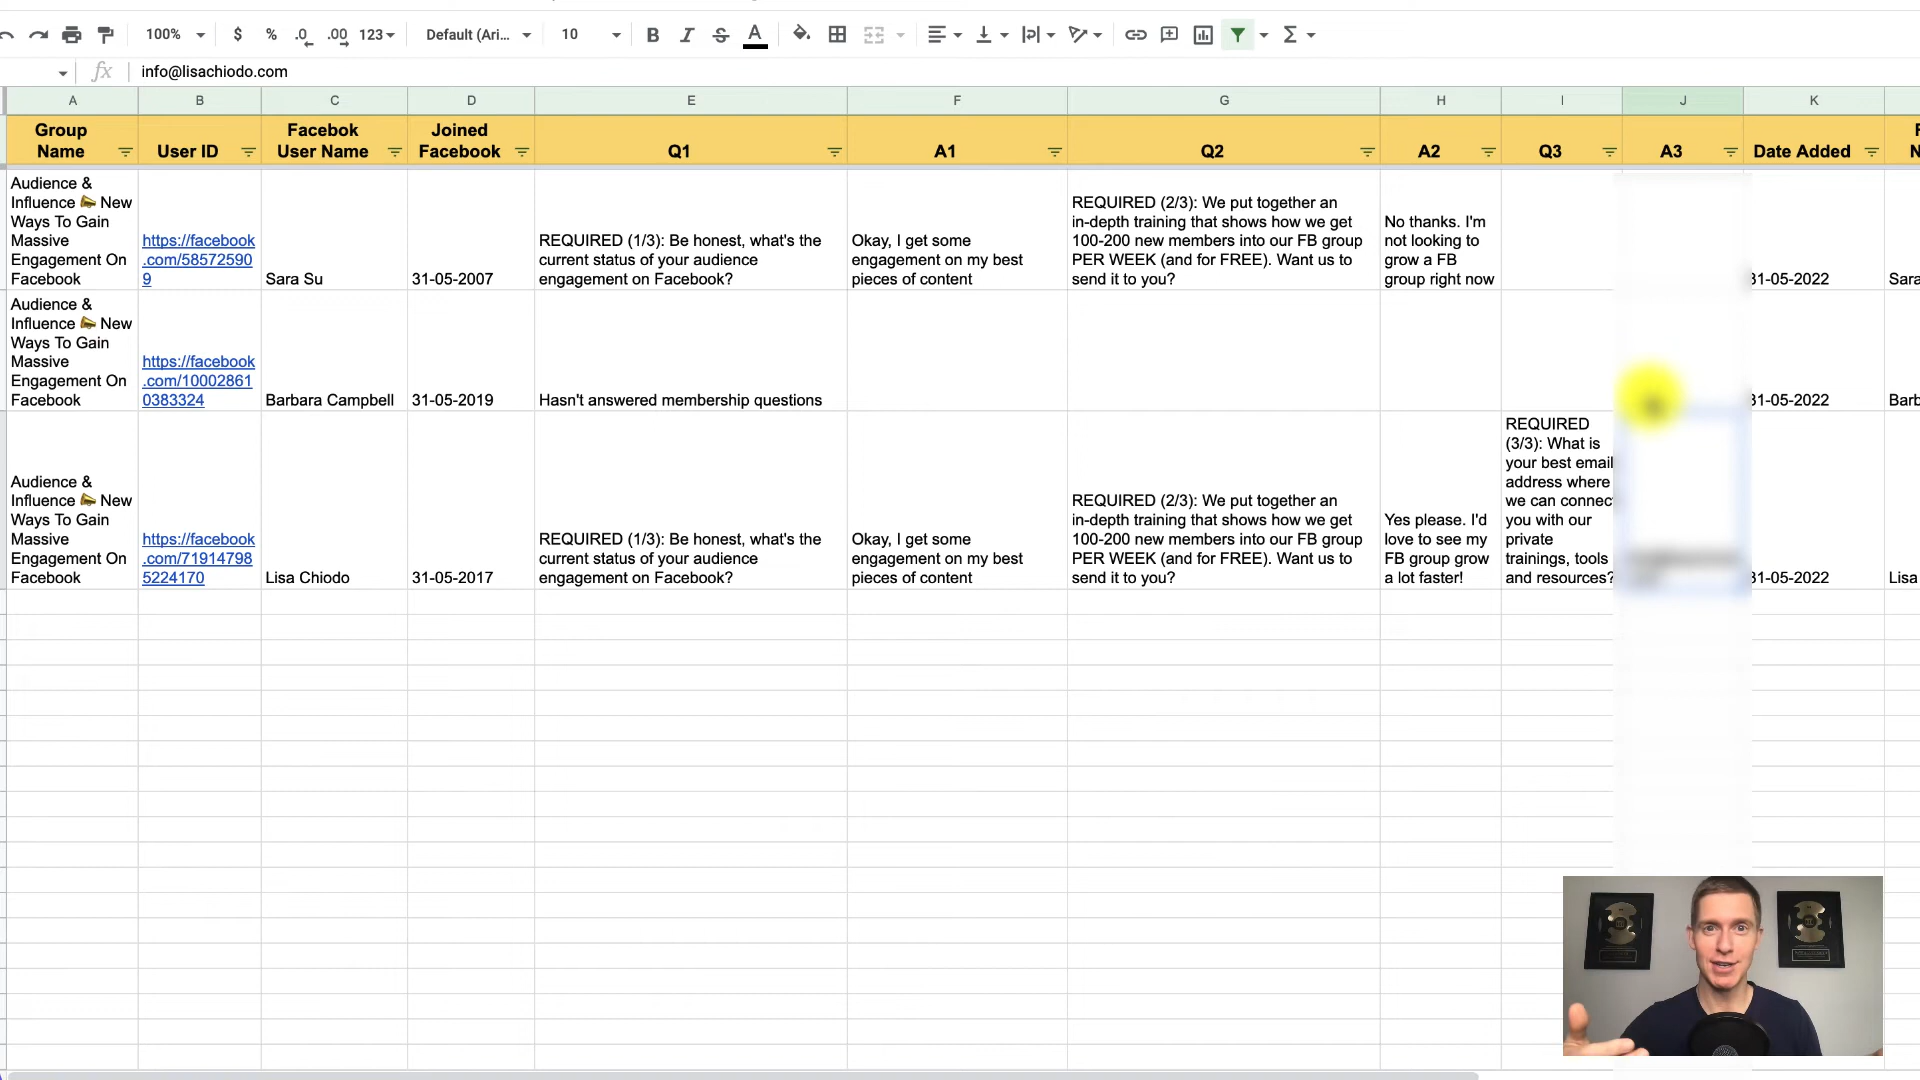 100% $ % .0 .00 123 Default (Ari... 10 B I S A Σ
fx info@lisachiodo.com
A B C D E F G H I J K
Group
Name
User ID
Facebok
User Name
Joined
Facebook
Q1
A1
Q2
A2
Q3
A3
Date Added
Audience &
Influence 📣 New
Ways To Gain
Massive
Engagement On
Facebook
https://facebook
.com/58572590
9
Sara Su
31-05-2007
REQUIRED (1/3): Be honest, what's the
current status of your audience
engagement on Facebook?
Okay, I get some
engagement on my best
pieces of content
REQUIRED (2/3): We put together an
in-depth training that shows how we get
100-200 new members into our FB group
PER WEEK (and for FREE). Want us to
send it to you?
No thanks. I'm
not looking to
grow a FB
group right now
31-05-2022
Sara
Audience &
Influence 📣 New
Ways To Gain
Massive
Engagement On
Facebook
https://facebook
.com/10002861
0383324
Barbara Campbell
31-05-2019
Hasn't answered membership questions
31-05-2022
Barb
Audience &
Influence 📣 New
Ways To Gain
Massive
Engagement On
Facebook
https://facebook
.com/71914798
5224170
Lisa Chiodo
31-05-2017
REQUIRED (1/3): Be honest, what's the
current status of your audience
engagement on Facebook?
Okay, I get some
engagement on my best
pieces of content
REQUIRED (2/3): We put together an
in-depth training that shows how we get
100-200 new members into our FB group
PER WEEK (and for FREE). Want us to
send it to you?
Yes please. I'd
love to see my
FB group grow
a lot faster!
REQUIRED
(3/3): What is
your best email
address where
we can connect
you with our
private
trainings, tools
and resources?
31-05-2022
Lisa